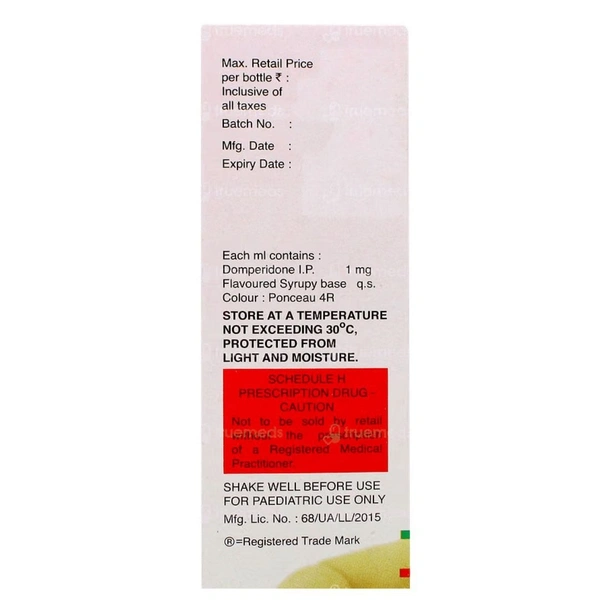 Max. Retail Price
per bottle ₹ :
Inclusive of
all taxes
Batch No. :
Mfg. Date :
Expiry Date :
Each ml contains :
Domperidone I.P. 1 mg
Flavoured Syrupy base q.s.
Colour : Ponceau 4R
STORE AT A TEMPERATURE
NOT EXCEEDING 30°C,
PROTECTED FROM
LIGHT AND MOISTURE.
SCHEDULE H
PRESCRIPTION DRUG -
CAUTION
Not to be sold by retail
the
of a Registered Medical
Practitioner.
truemeds
SHAKE WELL BEFORE USE
FOR PAEDIATRIC USE ONLY
Mfg. Lic. No. : 68/UA/LL/2015
®=Registered Trade Mark